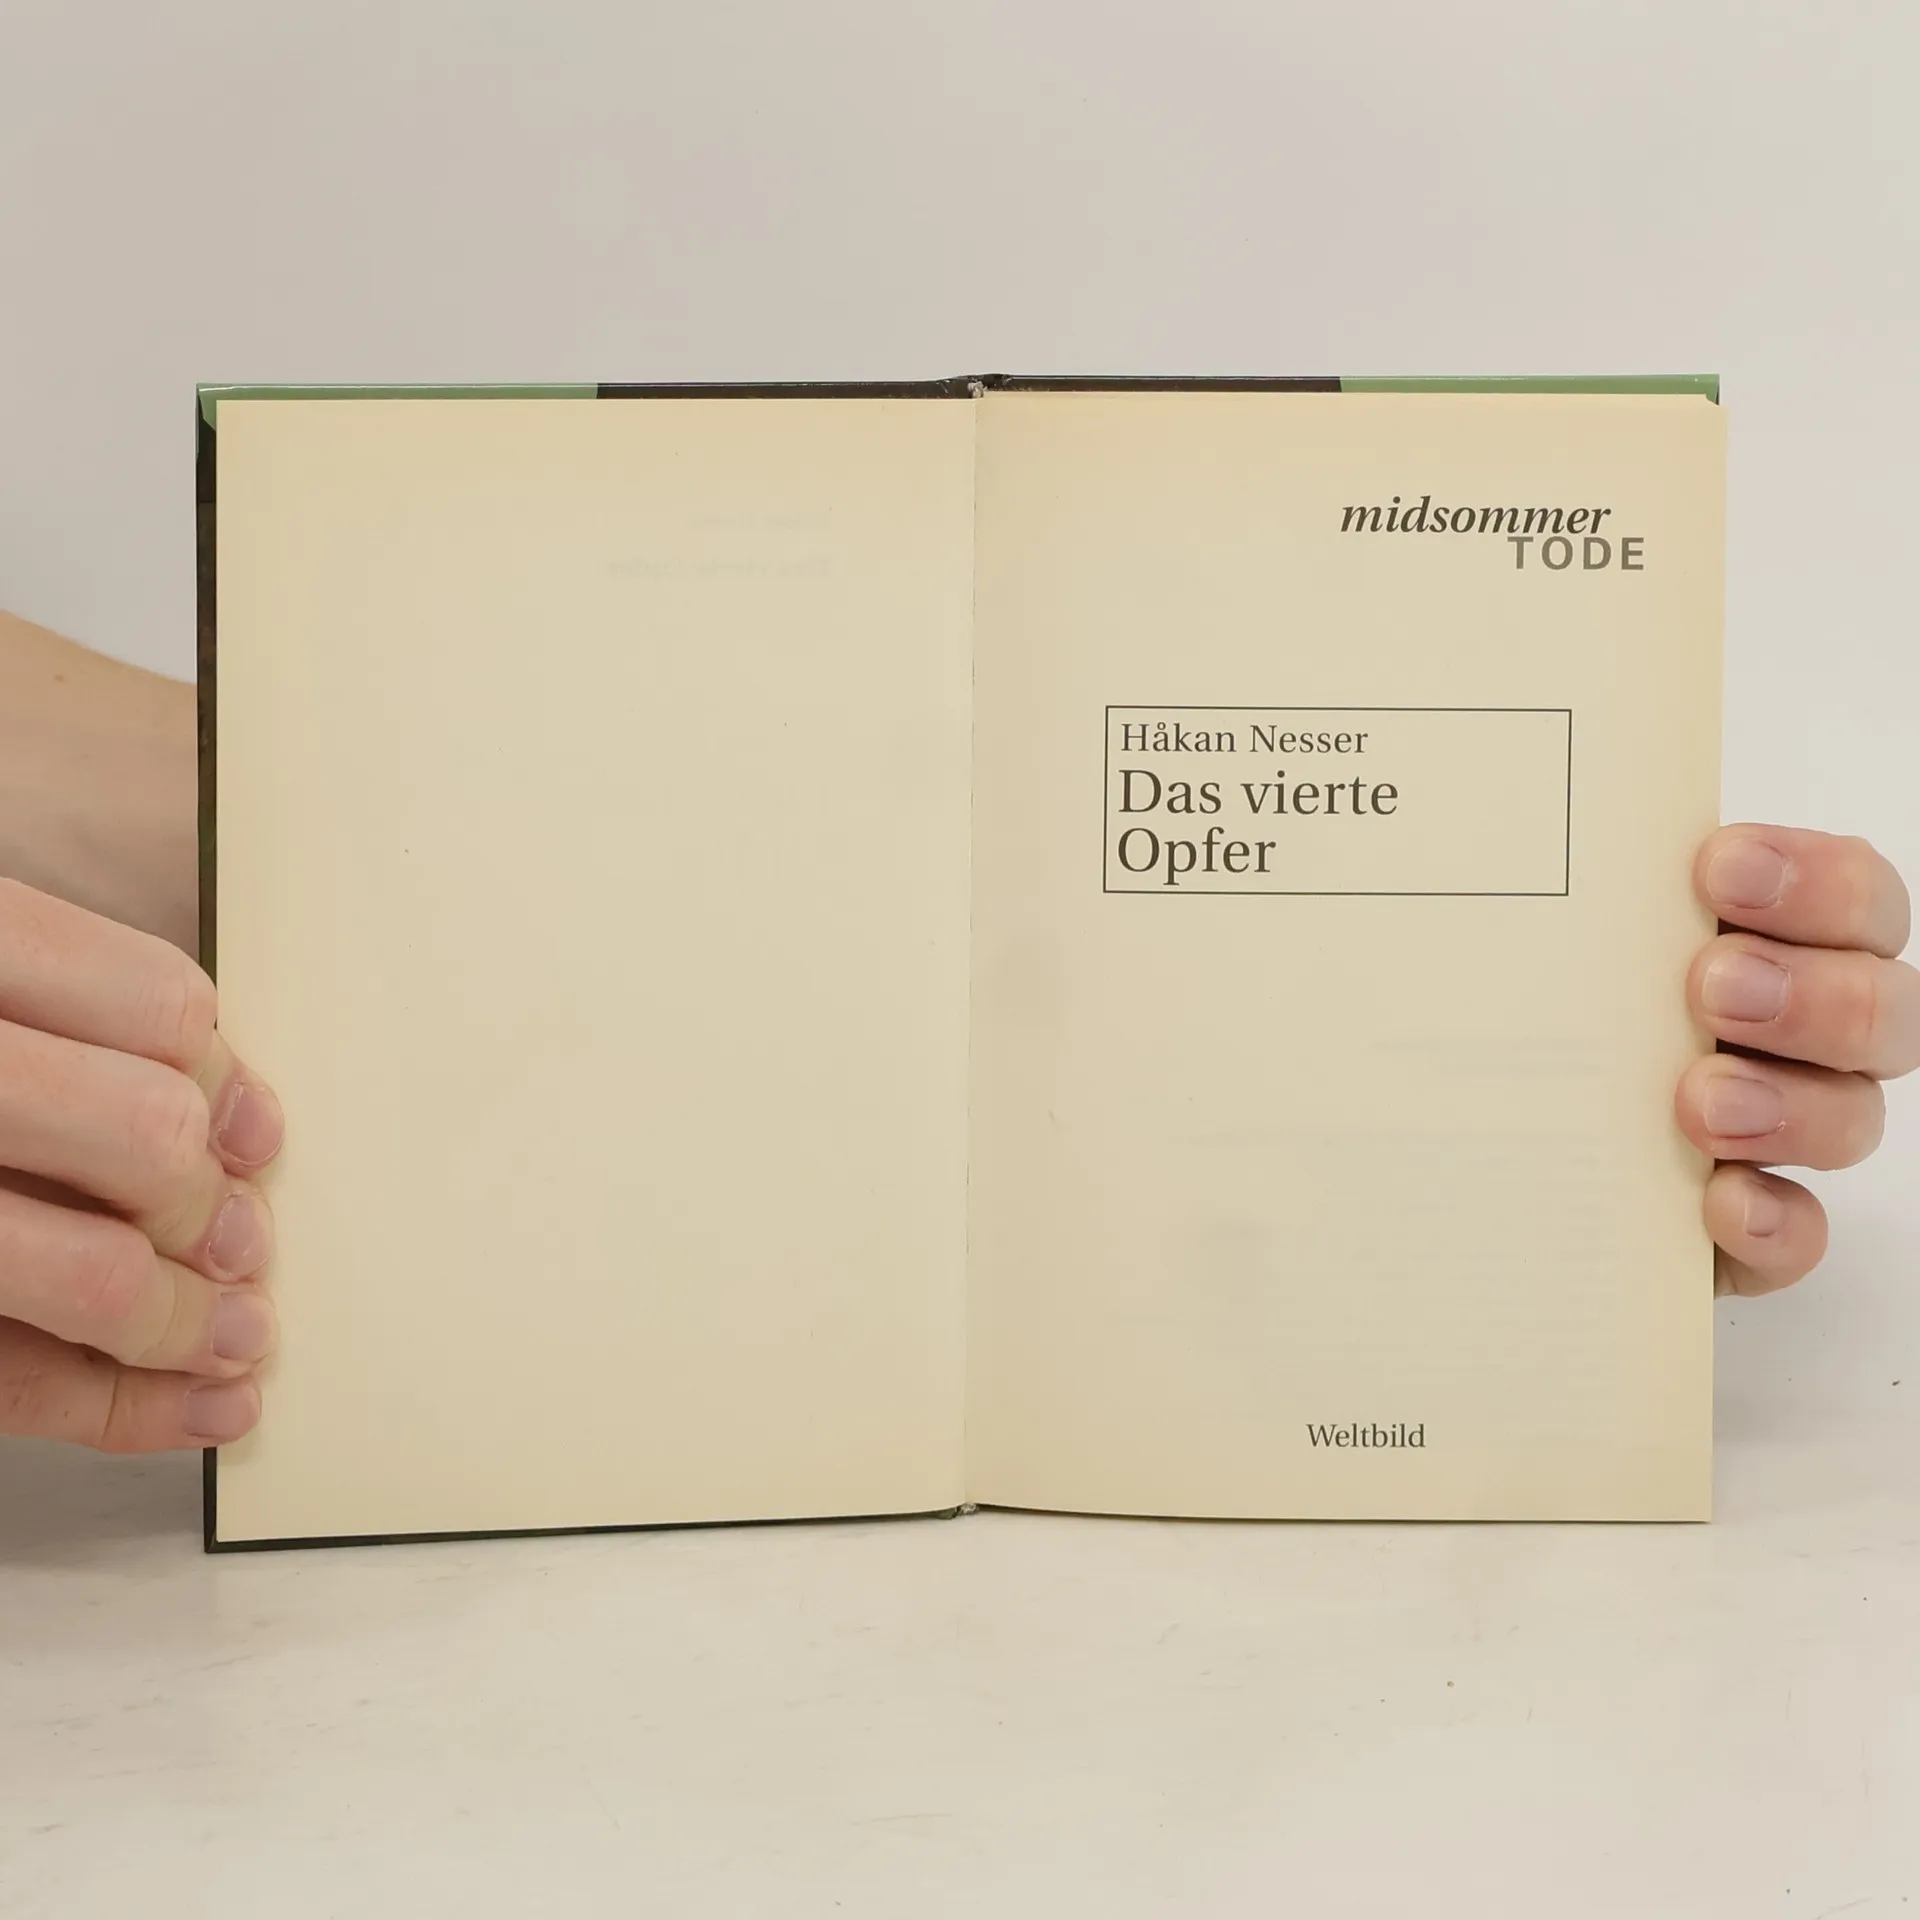 midsommer
TODE
Håkan Nesser
Das vierte
Opfer
Weltbild